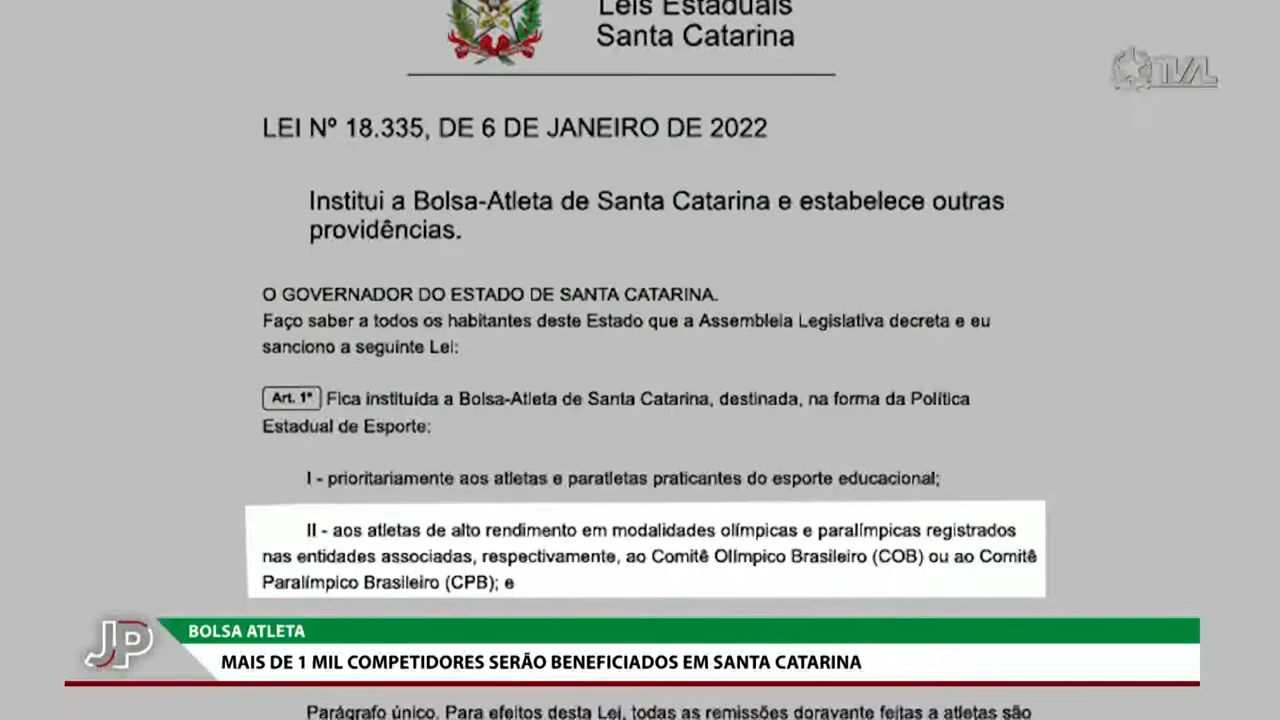 Leis Estaduais
Santa Catarina
TVAL
LEI Nº 18.335, DE 6 DE JANEIRO DE 2022
Institui a Bolsa-Atleta de Santa Catarina e estabelece outras
providências.
O GOVERNADOR DO ESTADO DE SANTA CATARINA.
Faço saber a todos os habitantes deste Estado que a Assembleia Legislativa decreta e eu
sanciono a seguinte Lei:
Art. 1º Fica instituída a Bolsa-Atleta de Santa Catarina, destinada, na forma da Política
Estadual de Esporte:
I - prioritariamente aos atletas e paratletas praticantes do esporte educacional;
II - aos atletas de alto rendimento em modalidades olímpicas e paralímpicas registrados
nas entidades associadas, respectivamente, ao Comitê Olímpico Brasileiro (COB) ou ao Comitê
Paralímpico Brasileiro (CPB); e
JP
BOLSA ATLETA
MAIS DE 1 MIL COMPETIDORES SERÃO BENEFICIADOS EM SANTA CATARINA
Parágrafo único. Para efeitos desta Lei, todas as remissões doravante feitas a atletas são